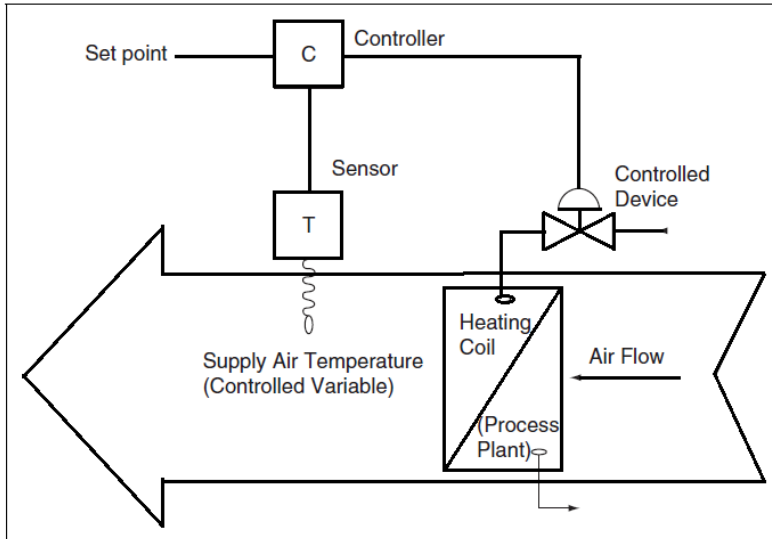 Set point
C
Controller
Sensor
T
Controlled
Device
Heating
Coil
Air Flow
Supply Air Temperature
(Controlled Variable)
(Process
Plant)